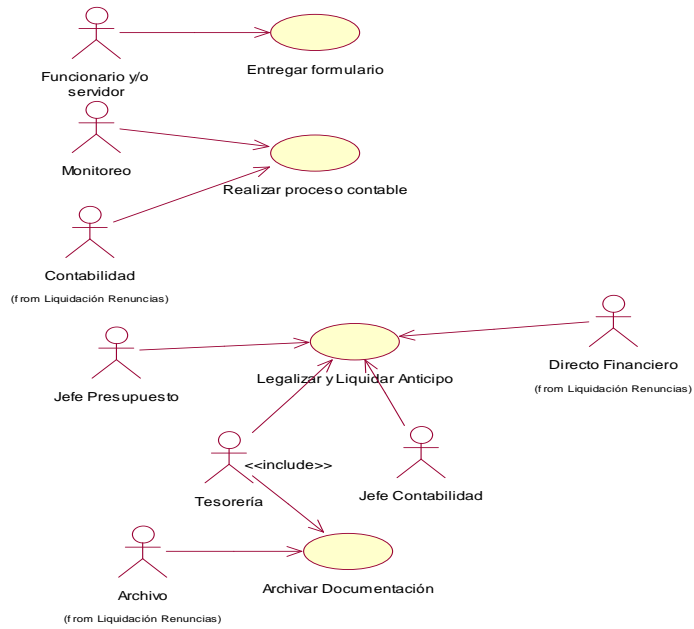 Funcionario y/o
servidor
Entregar formulario
Monitoreo
Realizar proceso contable
Contabilidad
(from Liquidación Renuncias)
Jefe Presupuesto
Legalizar y Liquidar Anticipo
Directo Financiero
(from Liquidación Renuncias)
<<include>>
Tesorería
Jefe Contabilidad
Archivar Documentación
Archivo
(from Liquidación Renuncias)